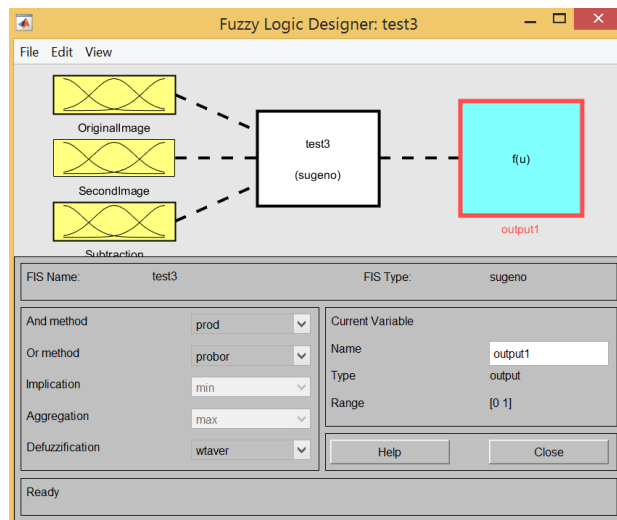 Fuzzy Logic Designer: test3
File Edit View
OriginalImage
SecondImage
Subtraction
test3
(sugeno)
f(u)
output1
FIS Name: test3 FIS Type: sugeno
And method prod
Or method probor
Implication min
Aggregation max
Defuzzification wtaver
Current Variable
Name output1
Type output
Range [0 1]
Help Close
Ready